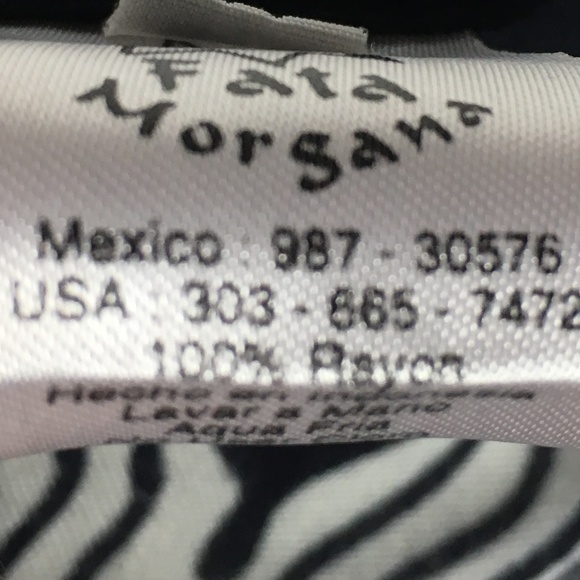 Fata
Morgana
Mexico : 987 - 30576
USA : 303 - 665 - 7472
100% Rayon
Hecho en Indonesia
Lavar a Mano
Agua Fria